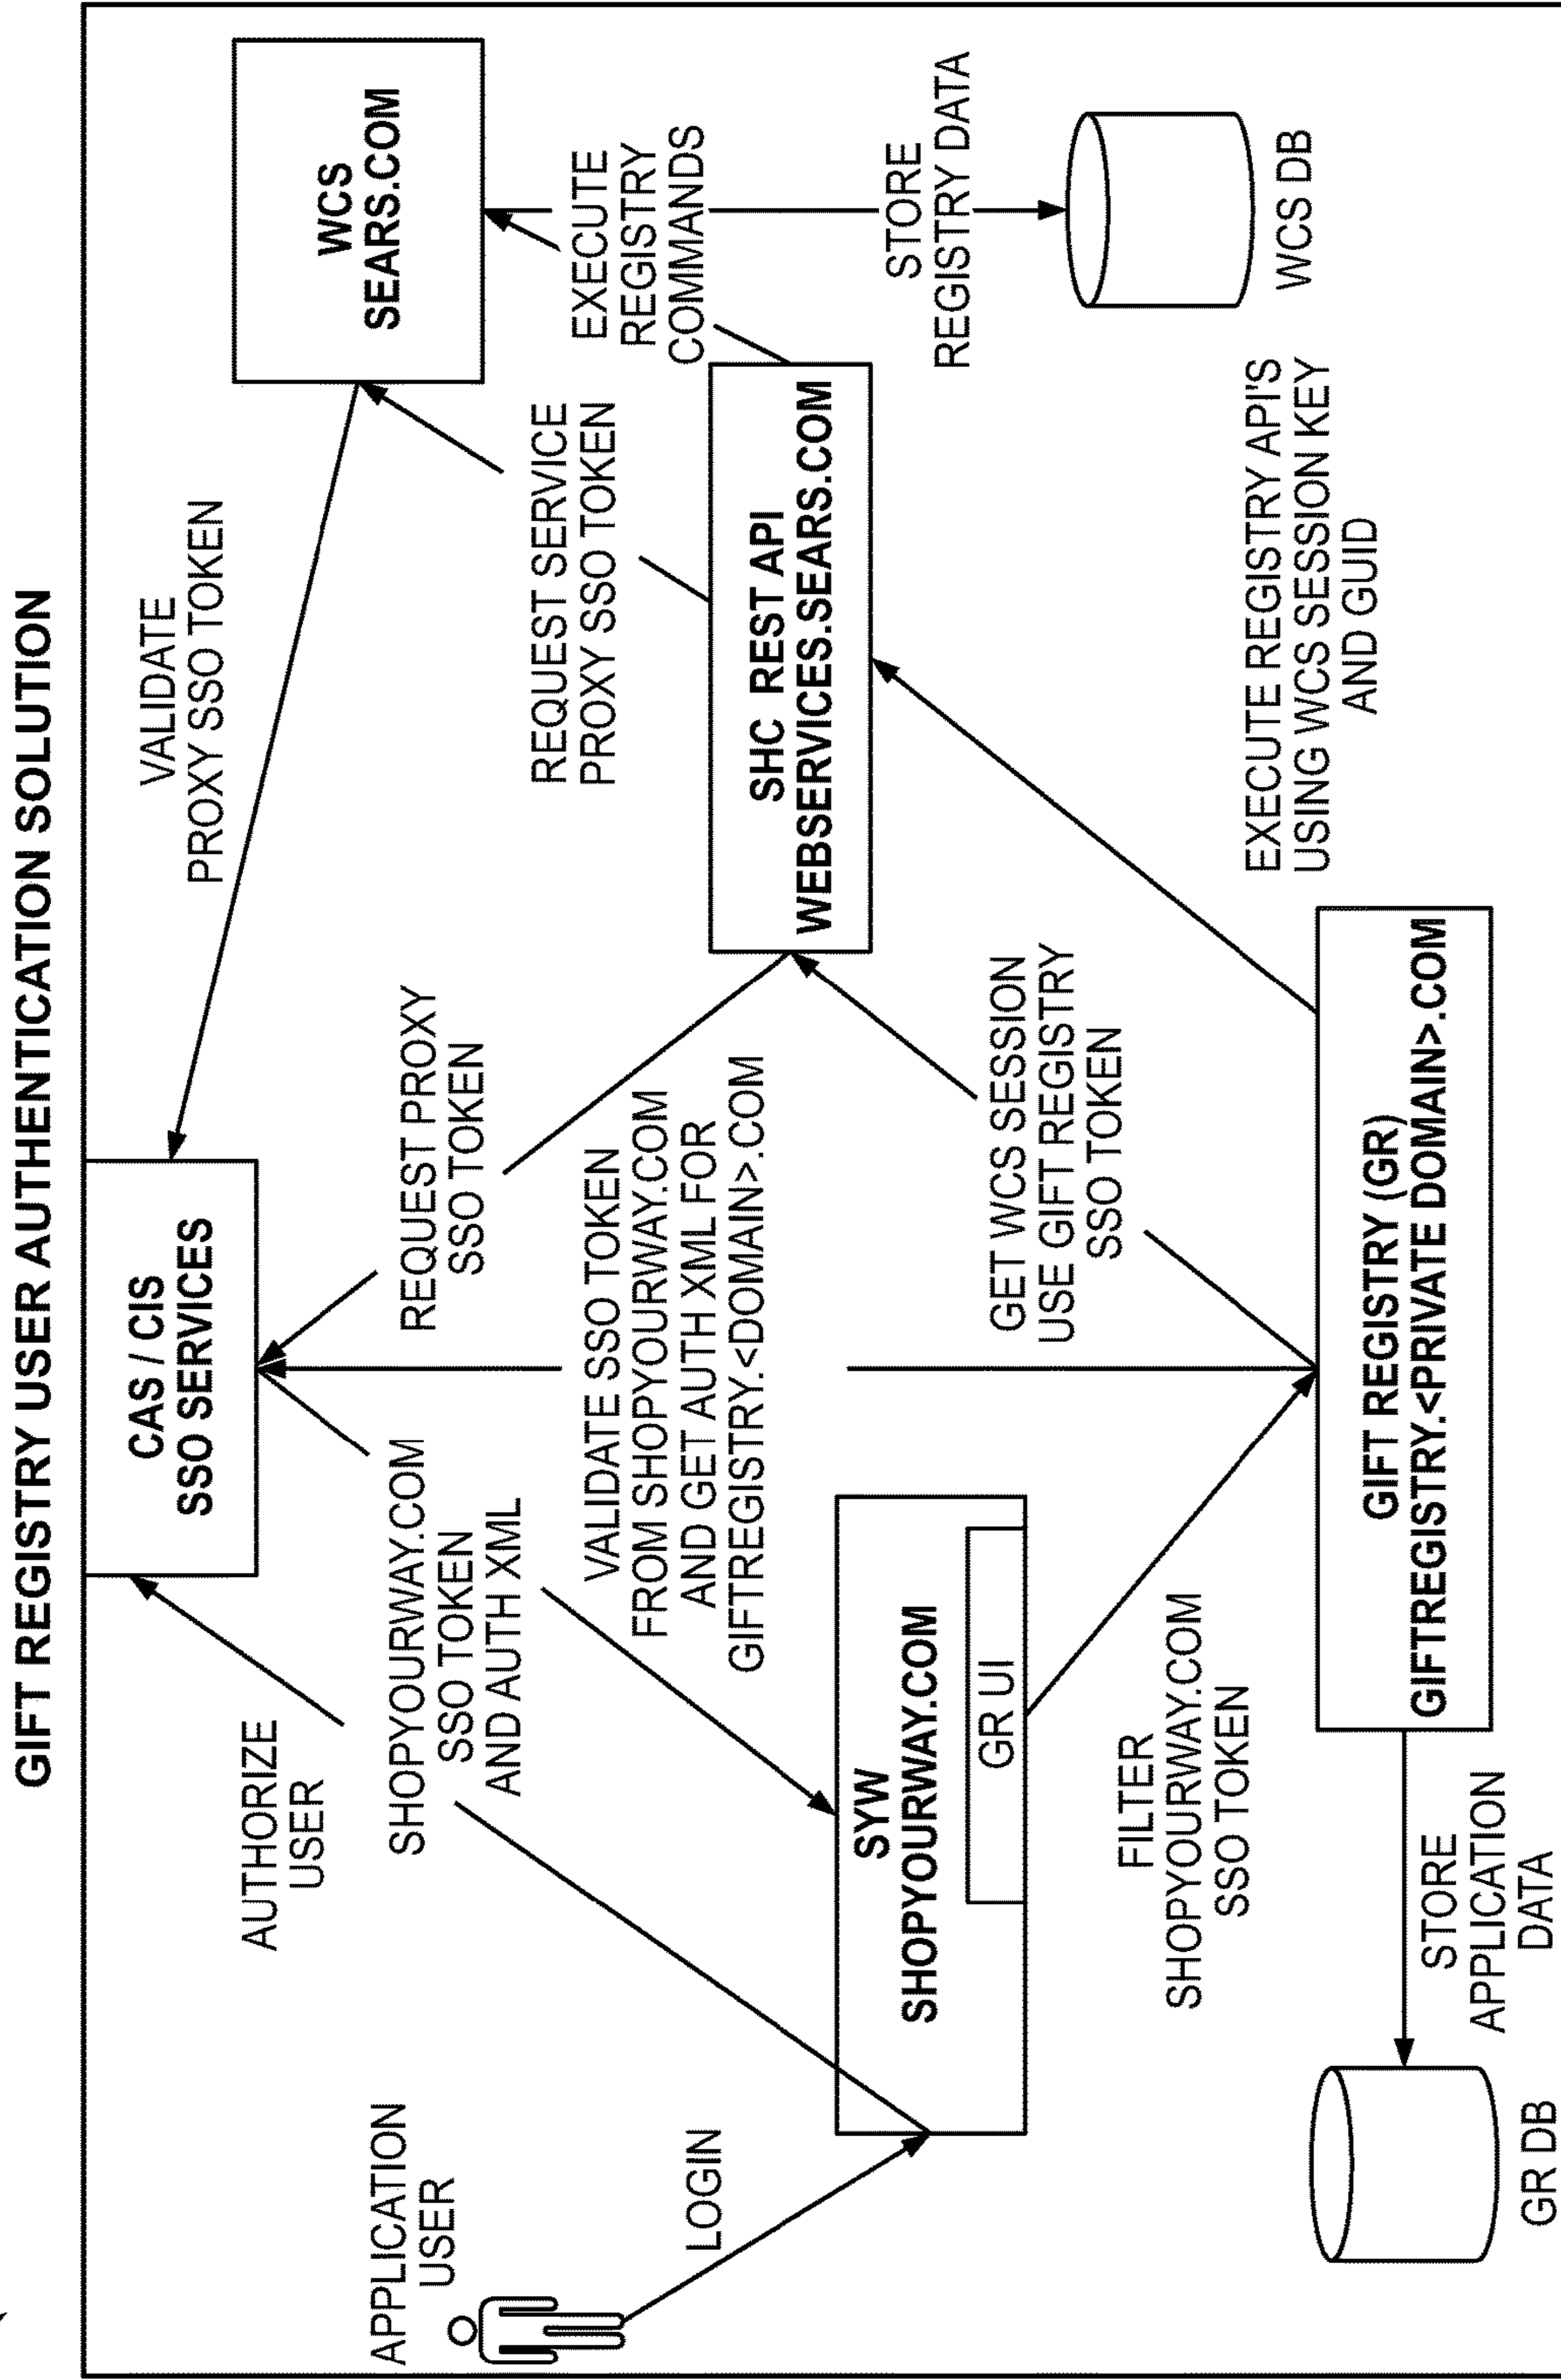 GIFT REGISTRY USER AUTHENTICATION SOLUTION
APPLICATION
USER
LOGIN
AUTHORIZE
USER
CAS / CIS
SSO SERVICES
VALIDATE
PROXY SSO TOKEN
WCS
SEARS.COM
SHOPYOURWAY.COM
SSO TOKEN
AND AUTH XML
REQUEST PROXY
SSO TOKEN
REQUEST SERVICE
PROXY SSO TOKEN
EXECUTE
REGISTRY
COMMANDS
VALIDATE SSO TOKEN
FROM SHOPYOURWAY.COM
AND GET AUTH XML FOR
GIFTREGISTRY.<DOMAIN>.COM
SYW
SHOPYOURWAY.COM
GR UI
SHC REST API
WEBSERVICES.SEARS.COM
STORE
REGISTRY DATA
GET WCS SESSION
USE GIFT REGISTRY
SSO TOKEN
FILTER
SHOPYOURWAY.COM
SSO TOKEN
EXECUTE REGISTRY API'S
USING WCS SESSION KEY
AND GUID
WCS DB
GIFT REGISTRY (GR)
GIFTREGISTRY.<PRIVATE DOMAIN>.COM
STORE
APPLICATION
DATA
GR DB